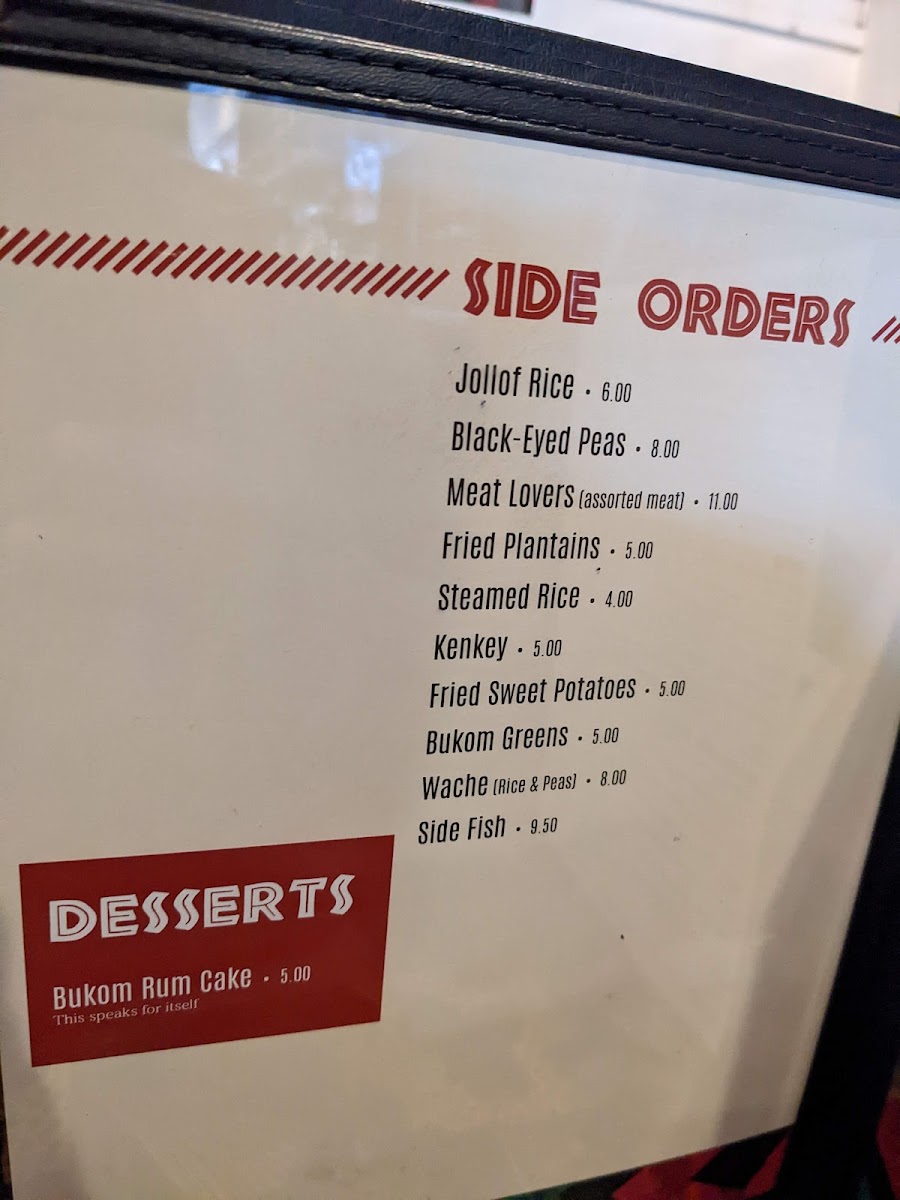 SIDE ORDERS
Jollof Rice • 6.00
Black-Eyed Peas • 8.00
Meat Lovers (assorted meat) • 11.00
Fried Plantains • 5.00
Steamed Rice • 4.00
Kenkey • 5.00
Fried Sweet Potatoes • 5.00
Bukom Greens • 5.00
Wache (Rice & Peas) • 8.00
Side Fish • 9.50
DESSERTS
Bukom Rum Cake • 5.00
This speaks for itself